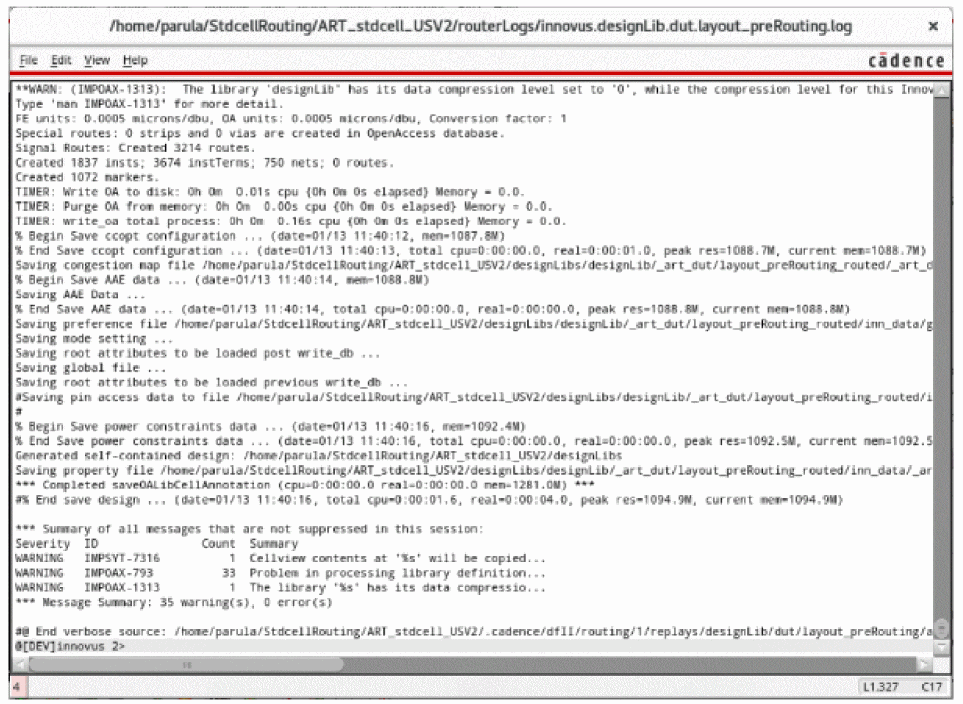 /home/parula/StdcellRouting/ART_stdcell_USV2/routerLogs/innovus.designLib.dut.layout_preRouting.log
File Edit View Help
cādence
**WARN: (IMPOAX-1313):  The library 'designLib' has its data compression level set to '0', while the compression level for this Innov
Type 'man IMPOAX-1313' for more detail.
FE units: 0.0005 microns/dbu, OA units: 0.0005 microns/dbu, Conversion factor: 1
Special routes: 0 strips and 0 vias are created in OpenAccess database.
Signal Routes: Created 3214 routes.
Created 1837 insts; 3674 instTerms; 750 nets; 0 routes.
Created 1072 markers.
TIMER: Write OA to disk: 0h 0m  0.01s cpu {0h 0m 0s elapsed} Memory = 0.0.
TIMER: Purge OA from memory: 0h 0m  0.00s cpu {0h 0m 0s elapsed} Memory = 0.0.
TIMER: write_oa total process: 0h 0m  0.16s cpu {0h 0m 0s elapsed} Memory = 0.0.
% Begin Save ccopt configuration ... (date=01/13 11:40:12, mem=1087.8M)
% End Save ccopt configuration ... (date=01/13 11:40:13, total cpu=0:00:00.0, real=0:00:01.0, peak res=1088.7M, current mem=1088.7M)
Saving congestion map file /home/parula/StdcellRouting/ART_stdcell_USV2/designLibs/designLib/_art_dut/layout_preRouting_routed/_art_d
% Begin Save AAE data ... (date=01/13 11:40:14, mem=1088.8M)
Saving AAE Data ...
% End Save AAE data ... (date=01/13 11:40:14, total cpu=0:00:00.0, real=0:00:00.0, peak res=1088.8M, current mem=1088.8M)
Saving preference file /home/parula/StdcellRouting/ART_stdcell_USV2/designLibs/designLib/_art_dut/layout_preRouting_routed/inn_data/g
Saving mode setting ...
Saving root attributes to be loaded post write_db ...
Saving global file ...
Saving root attributes to be loaded previous write_db ...
#Saving pin access data to file /home/parula/StdcellRouting/ART_stdcell_USV2/designLibs/designLib/_art_dut/layout_preRouting_routed/i
#
% Begin Save power constraints data ... (date=01/13 11:40:16, mem=1092.4M)
% End Save power constraints data ... (date=01/13 11:40:16, total cpu=0:00:00.0, real=0:00:00.0, peak res=1092.5M, current mem=1092.5
Generated self-contained design: /home/parula/StdcellRouting/ART_stdcell_USV2/designLibs
Saving property file /home/parula/StdcellRouting/ART_stdcell_USV2/designLibs/designLib/_art_dut/layout_preRouting_routed/inn_data/_ar
*** Completed saveOALibCellAnnotation (cpu=0:00:00.0 real=0:00:00.0 mem=1281.0M) ***
#% End save design ... (date=01/13 11:40:16, total cpu=0:00:01.6, real=0:00:04.0, peak res=1094.9M, current mem=1094.9M)
*** Summary of all messages that are not suppressed in this session:
Severity  ID               Count  Summary
WARNING   IMPSYT-7316          1  Cellview contents at '%s' will be copied...
WARNING   IMPOAX-793          33  Problem in processing library definition...
WARNING   IMPOAX-1313          1  The library '%s' has its data compressio...
*** Message Summary: 35 warning(s), 0 error(s)
#@ End verbose source: /home/parula/StdcellRouting/ART_stdcell_USV2/.cadence/dfII/routing/1/replays/designLib/dut/layout_preRouting/a
@[DEV]innovus 2>
4
L1,327 C17